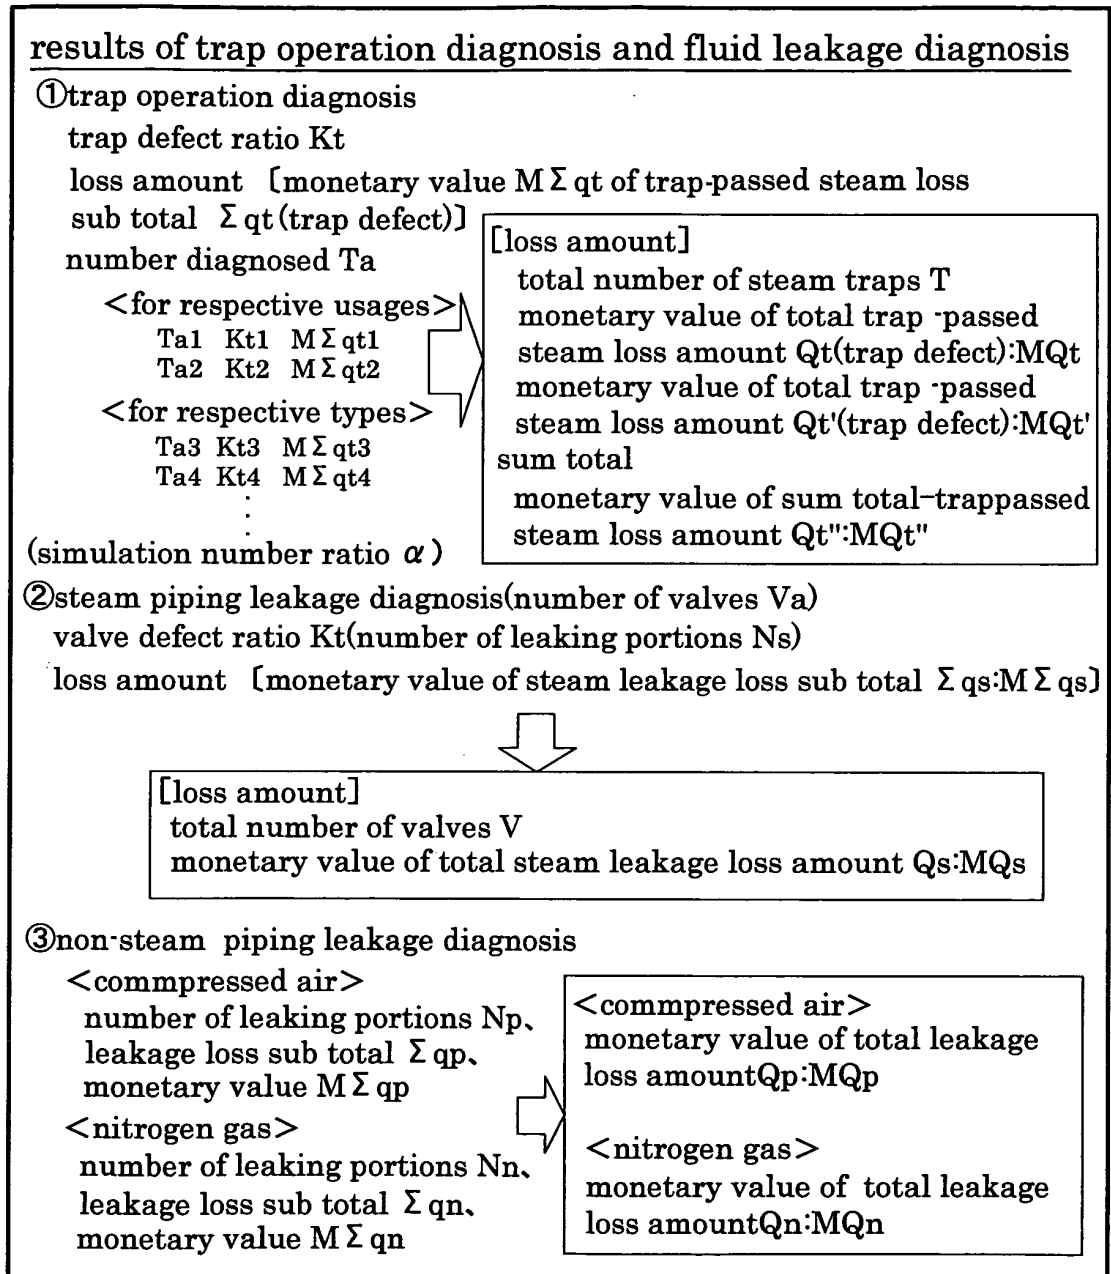 results of trap operation diagnosis and fluid leakage diagnosis
①trap operation diagnosis
trap defect ratio Kt
loss amount 〔monetary value MΣqt of trap-passed steam loss
sub total Σqt(trap defect)〕
number diagnosed Ta
<for respective usages>
Ta1 Kt1 MΣqt1
Ta2 Kt2 MΣqt2
<for respective types>
Ta3 Kt3 MΣqt3
Ta4 Kt4 MΣqt4
⋮
(simulation number ratio α)
[loss amount]
total number of steam traps T
monetary value of total trap -passed
steam loss amount Qt(trap defect):MQt
monetary value of total trap -passed
steam loss amount Qt'(trap defect):MQt'
sum total
monetary value of sum total-trappassed
steam loss amount Qt":MQt"
②steam piping leakage diagnosis(number of valves Va)
valve defect ratio Kt(number of leaking portions Ns)
loss amount 〔monetary value of steam leakage loss sub total Σqs:MΣqs〕
[loss amount]
total number of valves V
monetary value of total steam leakage loss amount Qs:MQs
③non-steam piping leakage diagnosis
<commpressed air>
number of leaking portions Np、
leakage loss sub total Σqp、
monetary value MΣqp
<nitrogen gas>
number of leaking portions Nn、
leakage loss sub total Σqn、
monetary value MΣqn
<commpressed air>
monetary value of total leakage
loss amountQp:MQp
<nitrogen gas>
monetary value of total leakage
loss amountQn:MQn